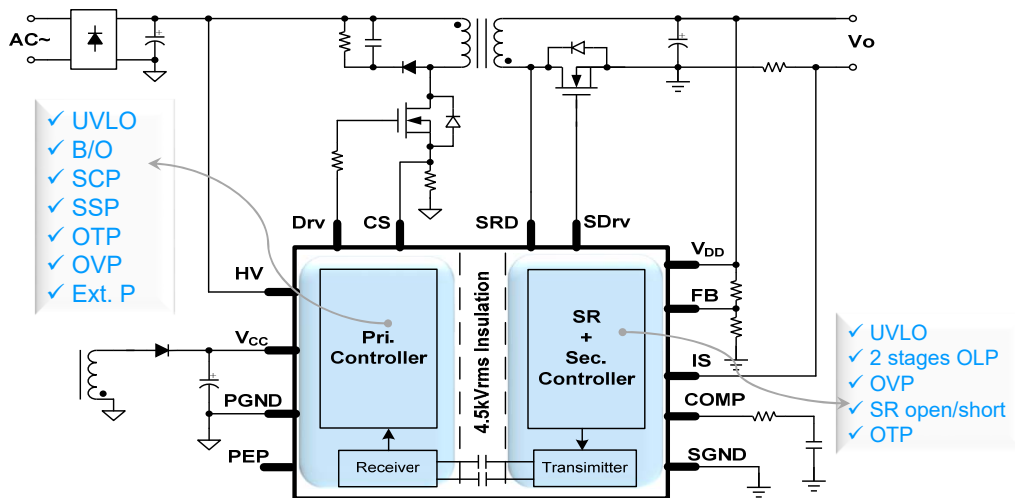 AC~
Vo
✓ UVLO
✓ B/O
✓ SCP
✓ SSP
✓ OTP
✓ OVP
✓ Ext. P
Drv
CS
SRD
SDrv
HV
VCC
PGND
PEP
Pri.
Controller
Receiver
4.5kVrms Insulation
SR
+
Sec.
Controller
Transimitter
VDD
FB
IS
COMP
SGND
✓ UVLO
✓ 2 stages OLP
✓ OVP
✓ SR open/short
✓ OTP